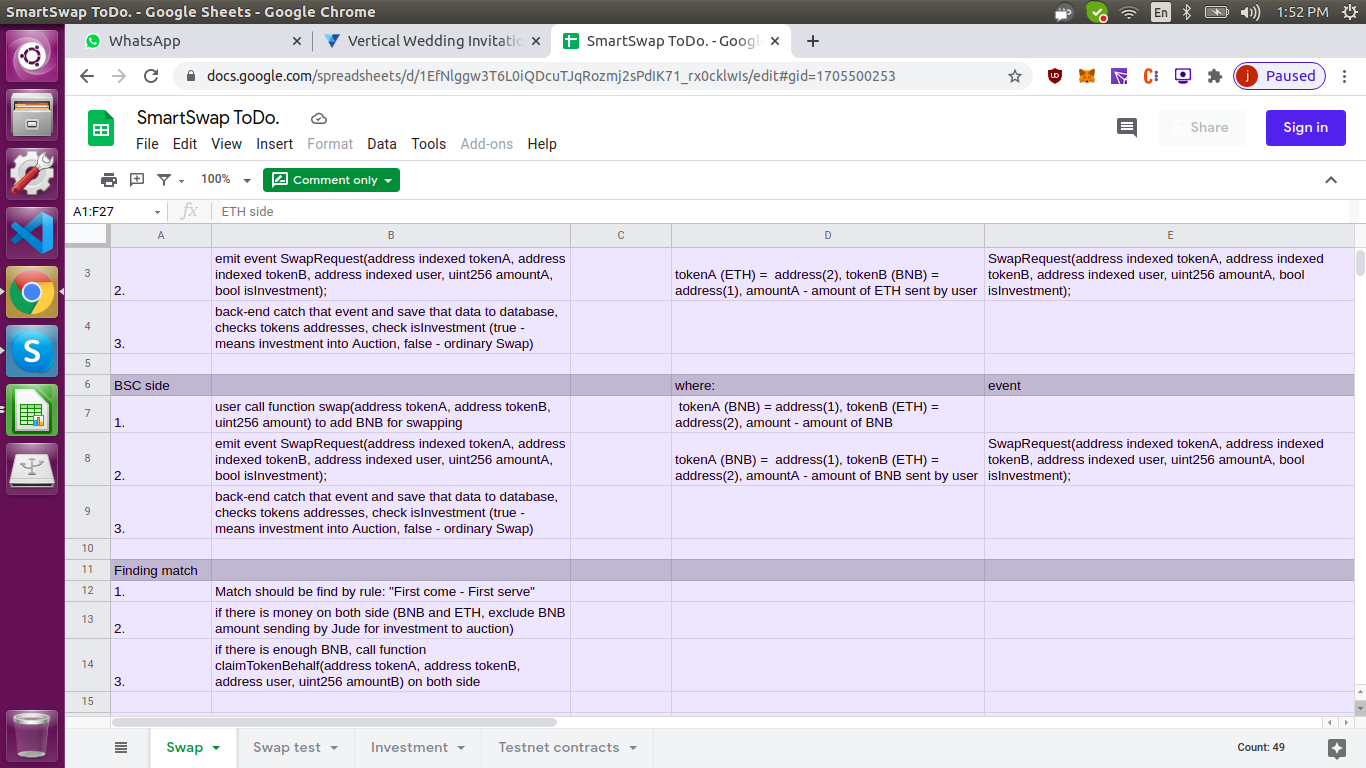 SmartSwap ToDo. - Google Sheets - Google Chrome
En
1:52 PM
WhatsApp
Vertical Wedding Invitatio
SmartSwap ToDo. - Googl
docs.google.com/spreadsheets/d/1EfNlggw3T6L0iQDcuTJqRozmj2sPdIK71_rx0cklwIs/edit#gid=1705500253
j Paused
SmartSwap ToDo.
File Edit View Insert Format Data Tools Add-ons Help
Share
Sign in
100%
Comment only
A1:F27
fx
ETH side
A B C D E
3
2.
emit event SwapRequest(address indexed tokenA, address
indexed tokenB, address indexed user, uint256 amountA,
bool isInvestment);
tokenA (ETH) = address(2), tokenB (BNB) =
address(1), amountA - amount of ETH sent by user
SwapRequest(address indexed tokenA, address indexed
tokenB, address indexed user, uint256 amountA, bool
isInvestment);
4
3.
back-end catch that event and save that data to database,
checks tokens addresses, check isInvestment (true -
means investment into Auction, false - ordinary Swap)
5
6
BSC side
where:
event
7
1.
user call function swap(address tokenA, address tokenB,
uint256 amount) to add BNB for swapping
tokenA (BNB) = address(1), tokenB (ETH) =
address(2), amount - amount of BNB
8
2.
emit event SwapRequest(address indexed tokenA, address
indexed tokenB, address indexed user, uint256 amountA,
bool isInvestment);
tokenA (BNB) = address(1), tokenB (ETH) =
address(2), amountA - amount of BNB sent by user
SwapRequest(address indexed tokenA, address indexed
tokenB, address indexed user, uint256 amountA, bool
isInvestment);
9
3.
back-end catch that event and save that data to database,
checks tokens addresses, check isInvestment (true -
means investment into Auction, false - ordinary Swap)
10
11
Finding match
12
1.
Match should be find by rule: "First come - First serve"
13
2.
if there is money on both side (BNB and ETH, exclude BNB
amount sending by Jude for investment to auction)
14
3.
if there is enough BNB, call function
claimTokenBehalf(address tokenA, address tokenB,
address user, uint256 amountB) on both side
15
Swap
Swap test
Investment
Testnet contracts
Count: 49